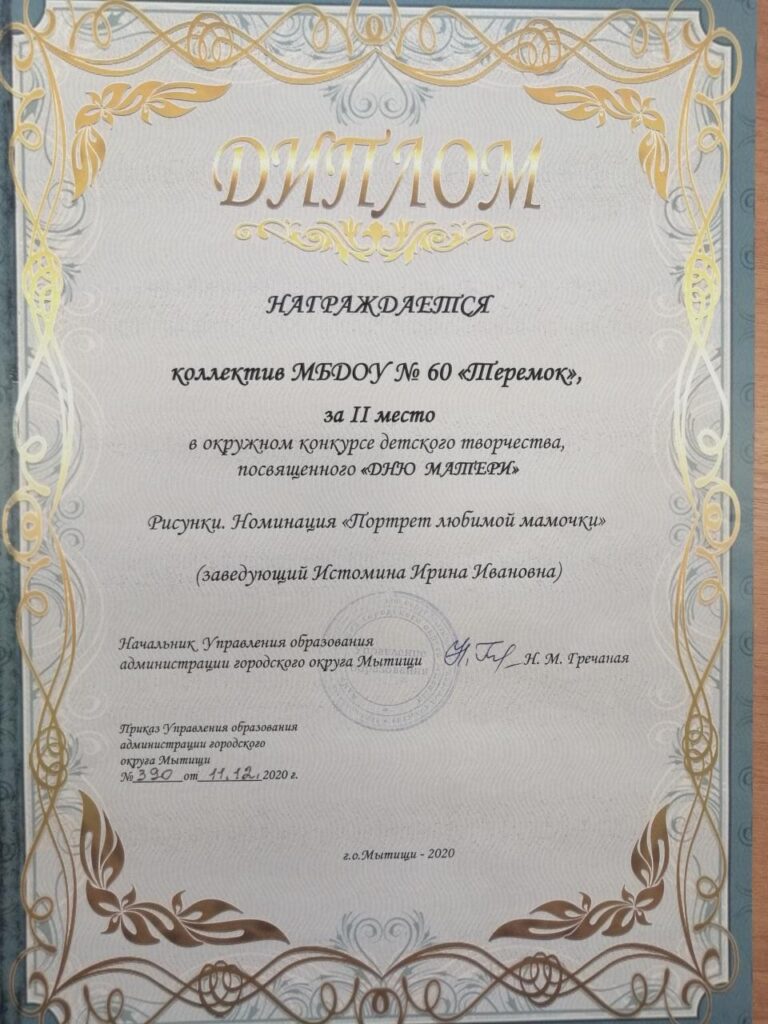 ДИПЛОМ
НАГРАЖДАЕТСЯ
коллектив МБДОУ № 60 «Теремок»,
за II место
в окружном конкурсе детского творчества,
посвященного «ДНЮ МАТЕРИ»
Рисунки. Номинация «Портрет любимой мамочки»
(заведующий Истомина Ирина Ивановна)
Начальник Управления образования
администрации городского округа Мытищи Н. М. Гречаная
Приказ Управления образования
администрации городского
округа Мытищи
№ 390 от 11.12. 2020 г.
г.о.Мытищи - 2020